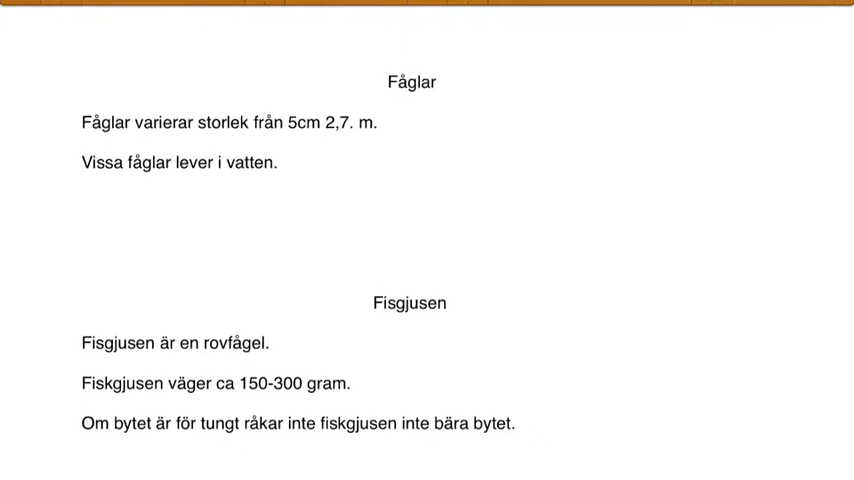 Fåglar
Fåglar varierar storlek från 5cm 2,7. m.
Vissa fåglar lever i vatten.
Fisgjusen
Fisgjusen är en rovfågel.
Fiskgjusen väger ca 150-300 gram.
Om bytet är för tungt råkar inte fiskgjusen inte bära bytet.